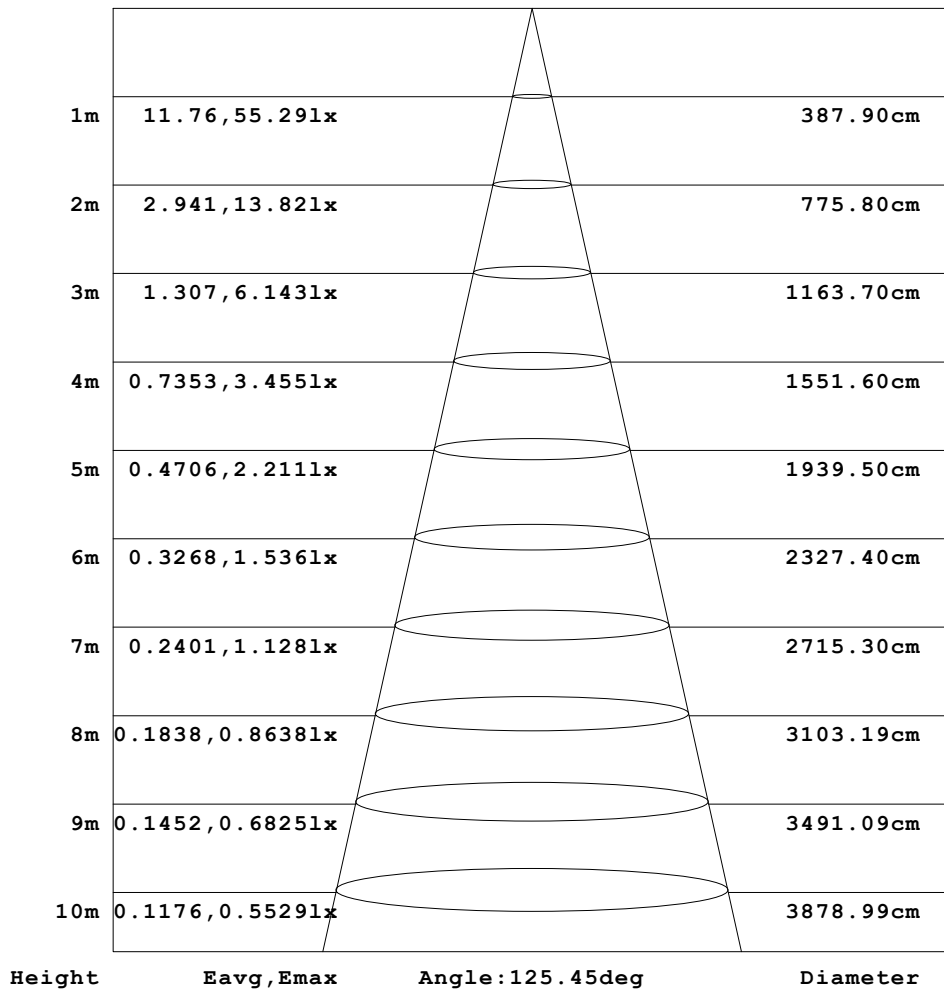 1m 11.76,55.29lx 387.90cm
2m 2.941,13.82lx 775.80cm
3m 1.307,6.143lx 1163.70cm
4m 0.7353,3.455lx 1551.60cm
5m 0.4706,2.211lx 1939.50cm
6m 0.3268,1.536lx 2327.40cm
7m 0.2401,1.128lx 2715.30cm
8m 0.1838,0.8638lx 3103.19cm
9m 0.1452,0.6825lx 3491.09cm
10m 0.1176,0.5529lx 3878.99cm
Height Eavg,Emax Angle:125.45deg Diameter